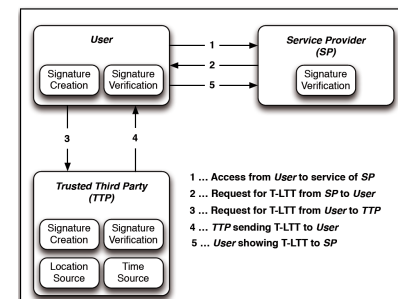 User
Signature
Creation
Signature
Verification
1
2
5
Service Provider
(SP)
Signature
Verification
3
4
Trusted Third Party
(TTP)
Signature
Creation
Signature
Verification
Location
Source
Time
Source
1 ... Access from User to service of SP
2 ... Request for T-LTT from SP to User
3 ... Request for T-LTT from User to TTP
4 ... TTP sending T-LTT to User
5 ... User showing T-LTT to SP